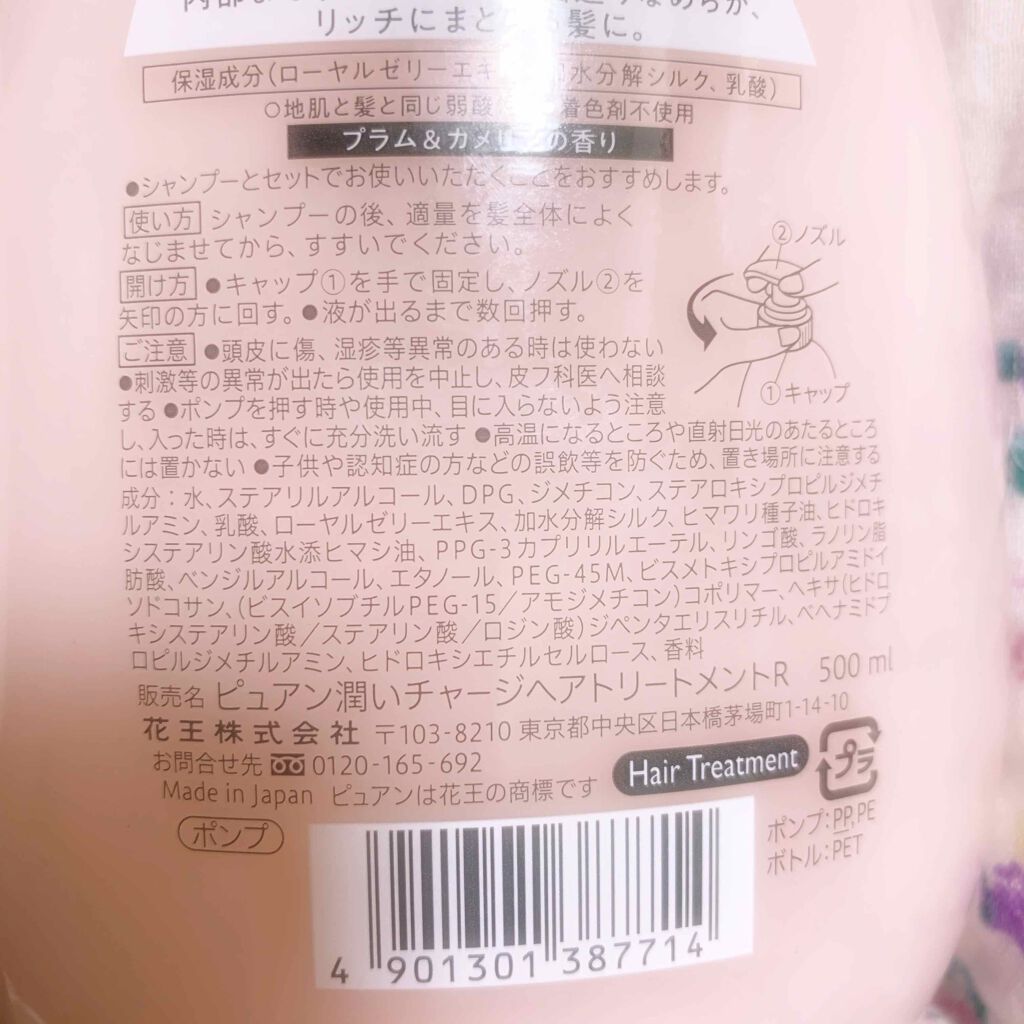 リッチにまと 髪に。
保湿成分(ローヤルゼリーエキ 水分解シルク、乳酸)
○地肌と髪と同じ弱酸 着色剤不使用
プラム&カメリアの香り
●シャンプーとセットでお使いいただくことをおすすめします。
使い方 シャンプーの後、適量を髪全体によく
なじませてから、すすいでください。
開け方 ●キャップ①を手で固定し、ノズル②を
矢印の方に回す。●液が出るまで数回押す。
②ノズル
①キャップ
ご注意 ●頭皮に傷、湿疹等異常のある時は使わない
●刺激等の異常が出たら使用を中止し、皮フ科医へ相談
する ●ポンプを押す時や使用中、目に入らないよう注意
し、入った時は、すぐに充分洗い流す ●高温になるところや直射日光のあたるところ
には置かない ●子供や認知症の方などの誤飲等を防ぐため、置き場所に注意する
成分:水、ステアリルアルコール、DPG、ジメチコン、ステアロキシプロピルジメチ
ルアミン、乳酸、ローヤルゼリーエキス、加水分解シルク、ヒマワリ種子油、ヒドロキ
システアリン酸水添ヒマシ油、PPG-3カプリリルエーテル、リンゴ酸、ラノリン脂
肪酸、ベンジルアルコール、エタノール、PEG-45M、ビスメトキシプロピルアミドイ
ソドコサン、(ビスイソブチルPEG-15/アモジメチコン)コポリマー、ヘキサ(ヒドロ
キシステアリン酸/ステアリン酸/ロジン酸)ジペンタエリスリチル、ベヘナミドプ
ロピルジメチルアミン、ヒドロキシエチルセルロース、香料
販売名 ピュアン潤いチャージヘアトリートメントR 500 ml
花王株式会社 〒103-8210 東京都中央区日本橋茅場町1-14-10
お問合せ先 0120-165-692
Hair Treatment
プラ
Made in Japan ピュアンは花王の商標です
ポンプ
ポンプ:PP,PE
ボトル:PET
4 901301 387714